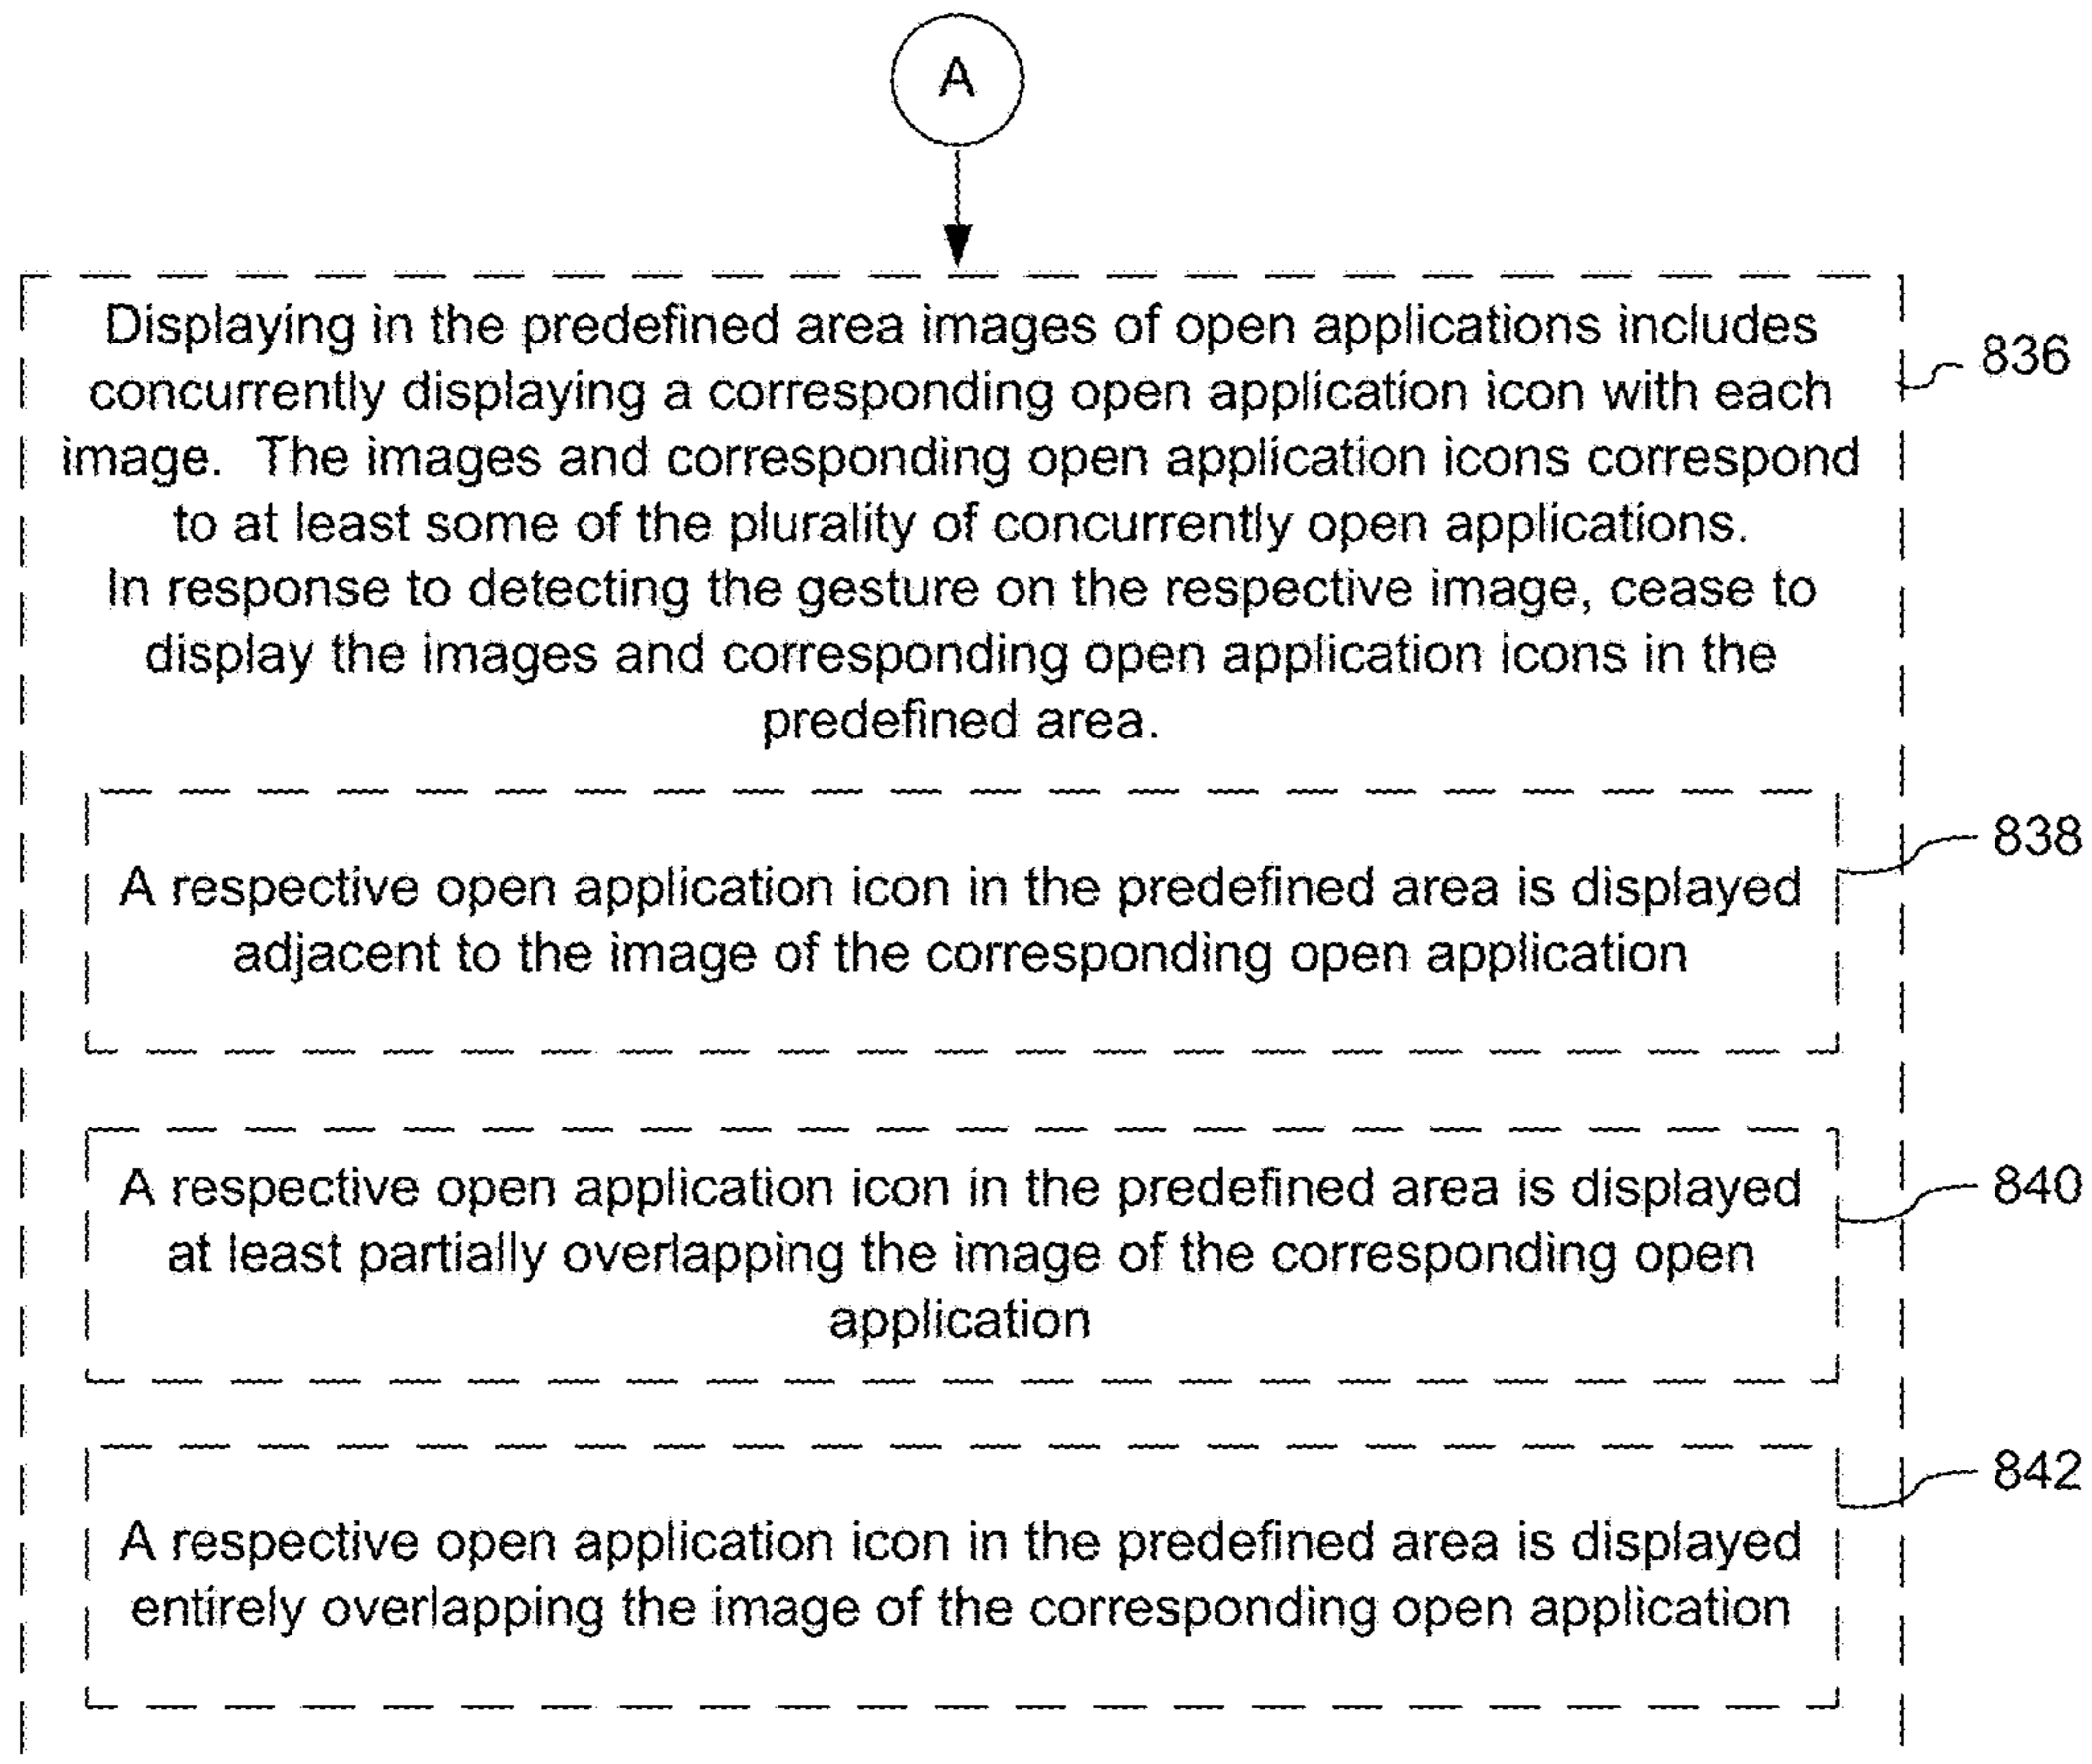 A
Displaying in the predefined area images of open applications includes
concurrently displaying a corresponding open application icon with each
image.  The images and corresponding open application icons correspond
to at least some of the plurality of concurrently open applications.
In response to detecting the gesture on the respective image, cease to
display the images and corresponding open application icons in the
predefined area.
836
A respective open application icon in the predefined area is displayed
adjacent to the image of the corresponding open application
838
A respective open application icon in the predefined area is displayed
at least partially overlapping the image of the corresponding open
application
840
A respective open application icon in the predefined area is displayed
entirely overlapping the image of the corresponding open application
842